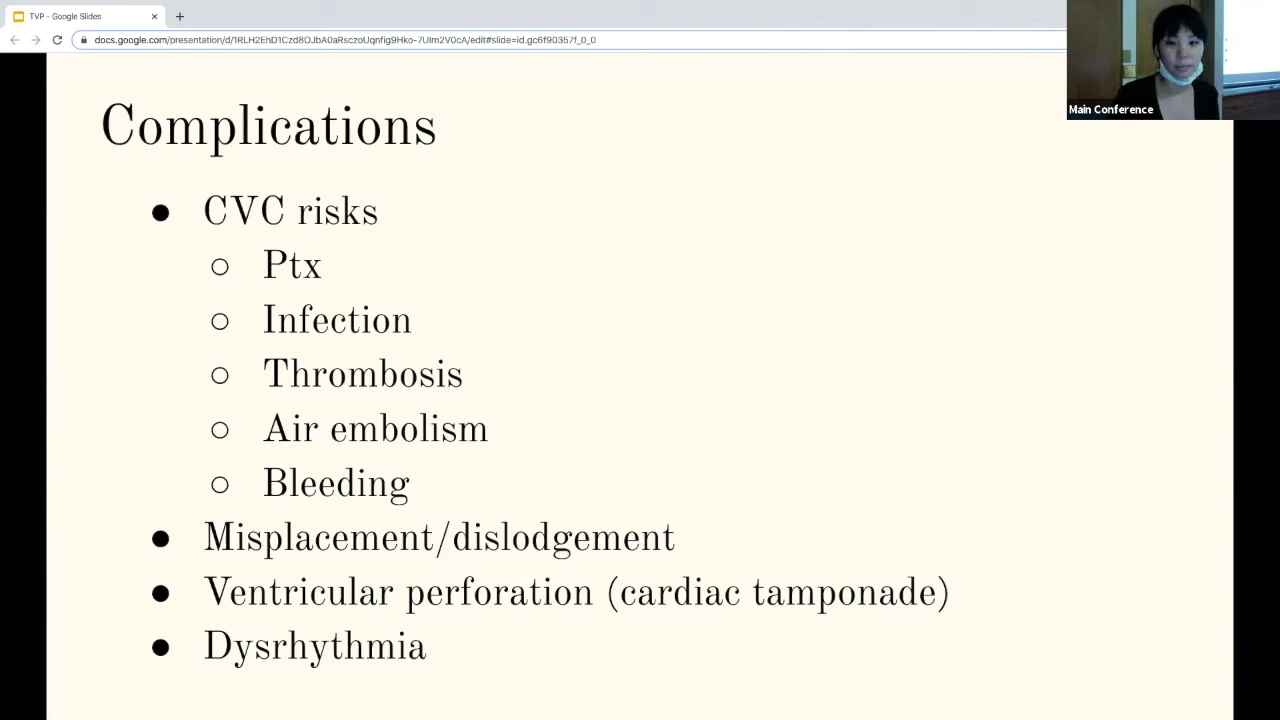 TVP - Google Slides
docs.google.com/presentation/d/1RLH2EhD1Czd8OJbA0aRsczoUqnfig9Hko-7UIm2V0cA/edit#slide=id.gc6f90357f_0_0
Main Conference
Complications
● CVC risks
○ Ptx
○ Infection
○ Thrombosis
○ Air embolism
○ Bleeding
● Misplacement/dislodgement
● Ventricular perforation (cardiac tamponade)
● Dysrhythmia